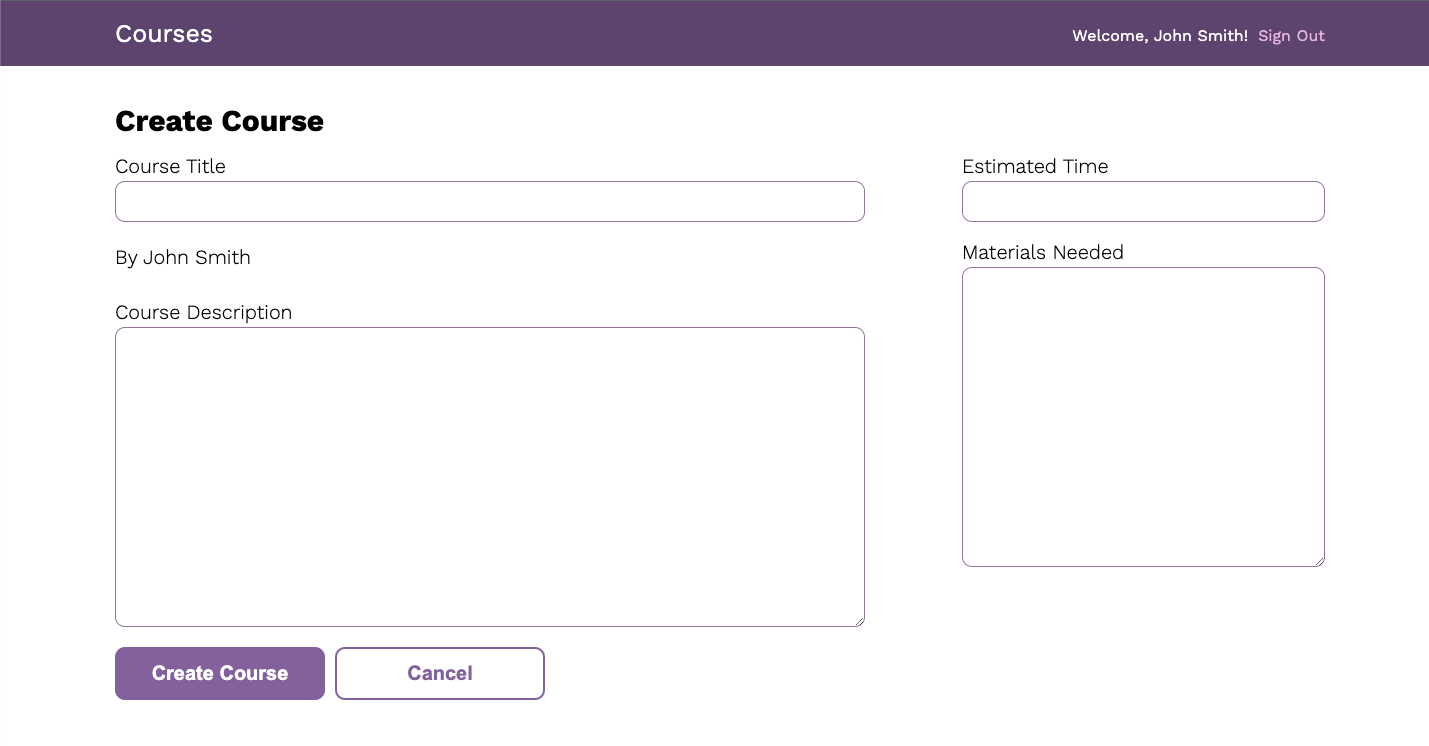 Courses
Welcome, John Smith! Sign Out
Create Course
Course Title
By John Smith
Course Description
Estimated Time
Materials Needed
Create Course
Cancel